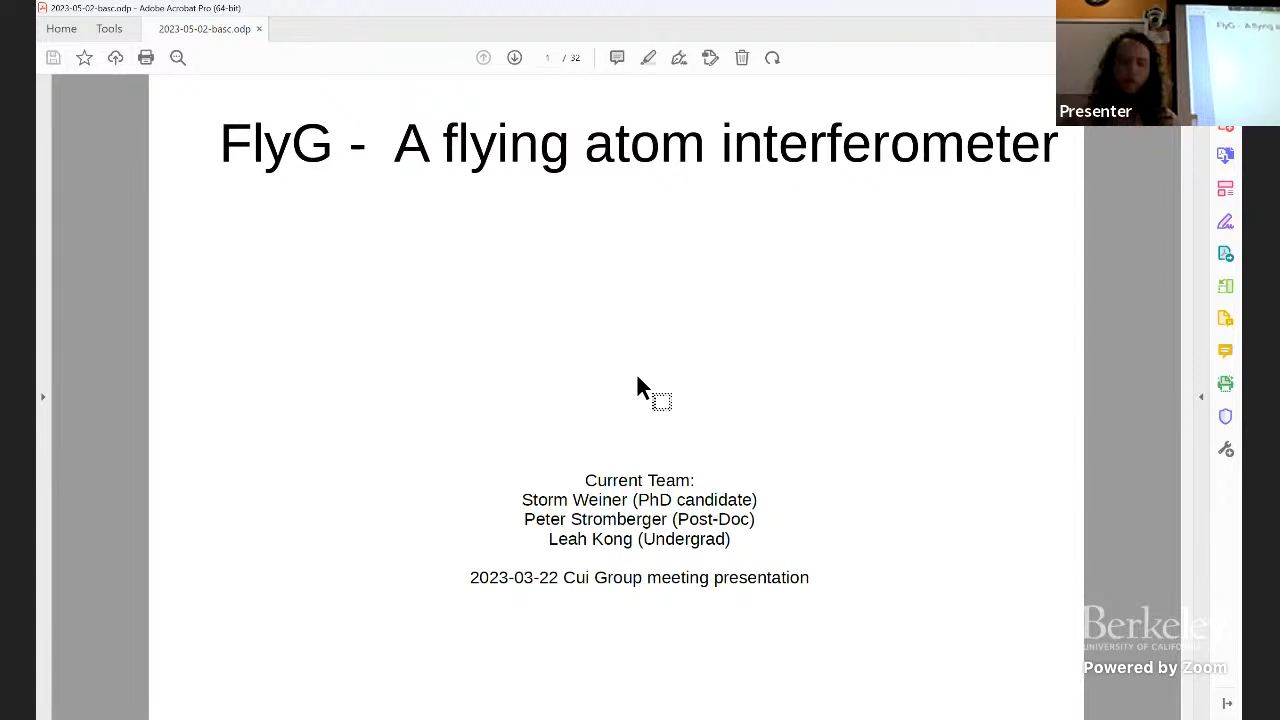 2023-05-02-basc.odp - Adobe Acrobat Pro (64-bit)
Home Tools 2023-05-02-basc.odp ×
1 / 32
FlyG - A flying atom interferometer
Presenter
FlyG - A flying
Current Team:
Storm Weiner (PhD candidate)
Peter Stromberger (Post-Doc)
Leah Kong (Undergrad)
2023-03-22 Cui Group meeting presentation
Berkeley
UNIVERSITY OF CALIFORNIA
Powered by Zoom